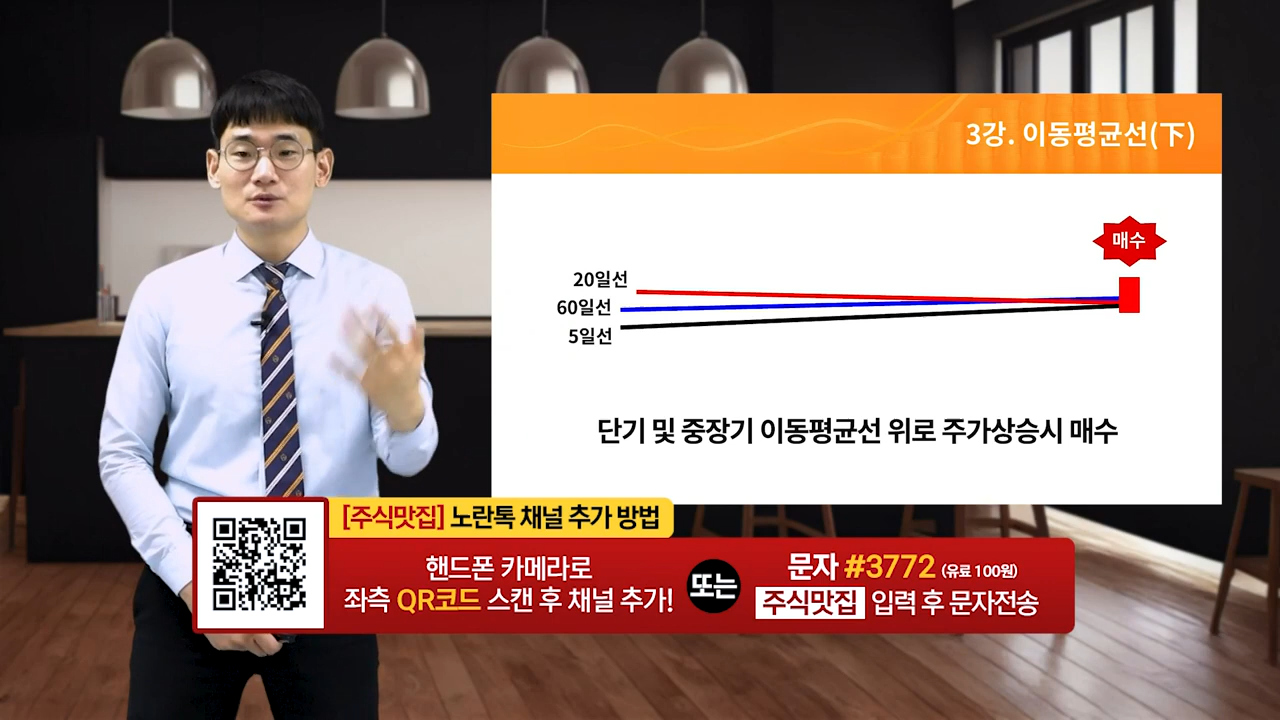 3강. 이동평균선(下)
매수
20일선
60일선
5일선
단기 및 중장기 이동평균선 위로 주가상승시 매수
[주식맛집] 노란톡 채널 추가 방법
핸드폰 카메라로
좌측 QR코드 스캔 후 채널 추가!
또는
문자 #3772 (유료 100원)
주식맛집 입력 후 문자전송